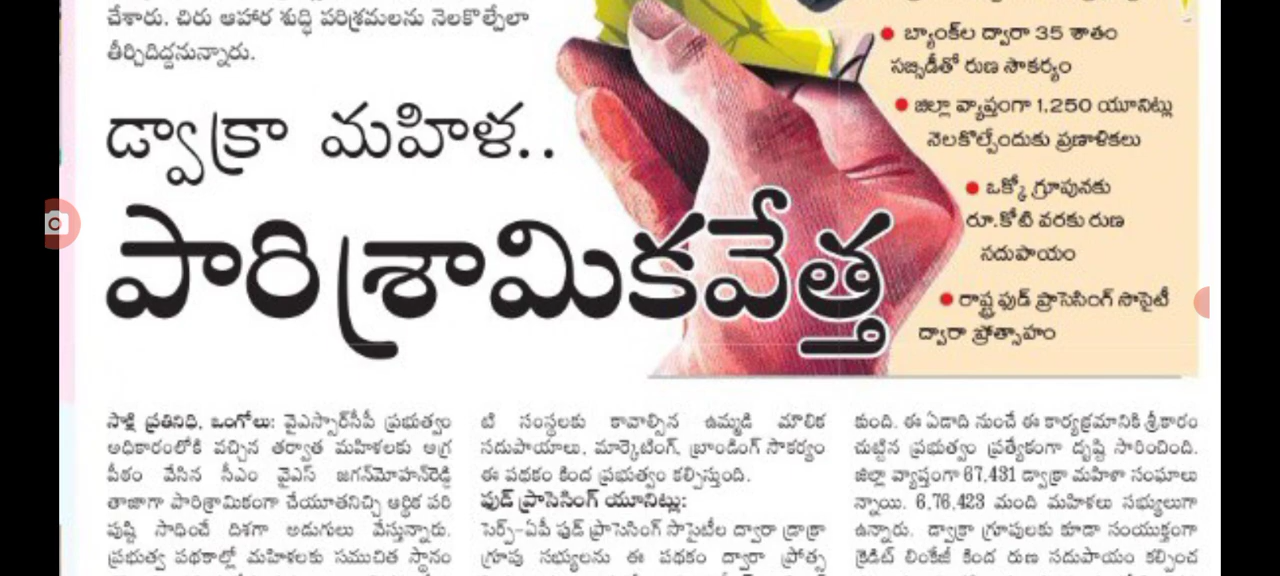 చేశారు. చిరు ఆహార శుద్ధి పరిశ్రమలను నెలకొల్పేలా
తీర్చిదిద్దనున్నారు.
డ్వాక్రా మహిళ..
పారిశ్రామికవేత్త
● బ్యాంక్‌ల ద్వారా 35 శాతం
సబ్సిడీతో రుణ సౌకర్యం
● జిల్లా వ్యాప్తంగా 1,250 యూనిట్లు
నెలకొల్పేందుకు ప్రణాళికలు
● ఒక్కో గ్రూపునకు
రూ.కోటి వరకు రుణ
సదుపాయం
● రాష్ట్ర ఫుడ్‌ ప్రాసెసింగ్‌ సొసైటీ
ద్వారా ప్రోత్సాహం
సాక్షి ప్రతినిధి, ఒంగోలు: వైఎస్సార్‌సీపీ ప్రభుత్వం
అధికారంలోకి వచ్చిన తర్వాత మహిళలకు అగ్ర
పీఠం వేసిన సీఎం వైఎస్‌ జగన్‌మోహన్‌రెడ్డి
తాజాగా పారిశ్రామికంగా చేయూతనిచ్చి ఆర్థిక పరి
పుష్టి సాధించే దిశగా అడుగులు వేస్తున్నారు.
ప్రభుత్వ పథకాల్లో మహిళలకు సముచిత స్థానం
టి సంస్థలకు కావాల్సిన ఉమ్మడి మౌలిక
సదుపాయాలు, మార్కెటింగ్‌, బ్రాండింగ్‌ సౌకర్యం
ఈ పథకం కింద ప్రభుత్వం కల్పిస్తుంది.
ఫుడ్‌ ప్రాసెసింగ్‌ యూనిట్లు:
సెర్ప్‌–ఏపీ ఫుడ్‌ ప్రాసెసింగ్‌ సొసైటీల ద్వారా డ్రాక్రా
గ్రూపు సభ్యులను ఈ పథకం ద్వారా ప్రోత్స
కుంది. ఈ ఏడాది నుంచే ఈ కార్యక్రమానికి శ్రీకారం
చుట్టిన ప్రభుత్వం ప్రత్యేకంగా దృష్టి సారించింది.
జిల్లా వ్యాప్తంగా 67,431 డ్వాక్రా మహిళా సంఘాలు
న్నాయి. 6,76,423 మంది మహిళలు సభ్యులుగా
ఉన్నారు. డ్వాక్రా గ్రూపులకు కూడా సంయుక్తంగా
క్రెడిట్‌ లింకేజీ కింద రుణ సదుపాయం కల్పించ